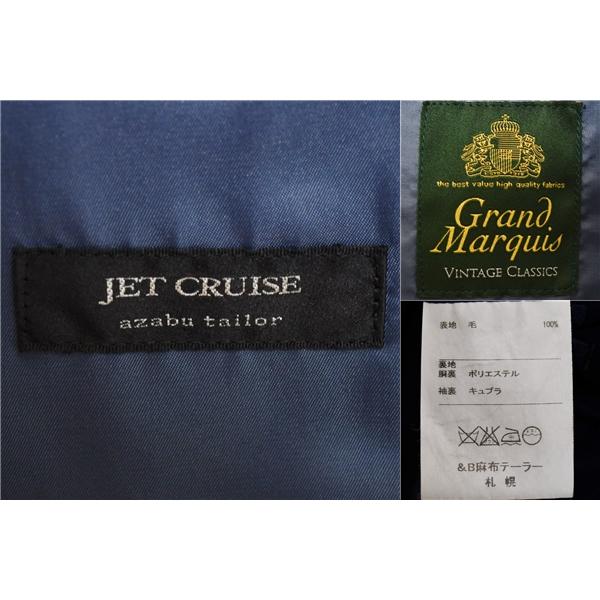 JET CRUISE
azabu tailor
the best value high quality fabrics
Grand
Marquis
VINTAGE CLASSICS
表地 毛 100%
裏地
胴裏 ポリエステル
袖裏 キュプラ
&B麻布テーラー
札幌